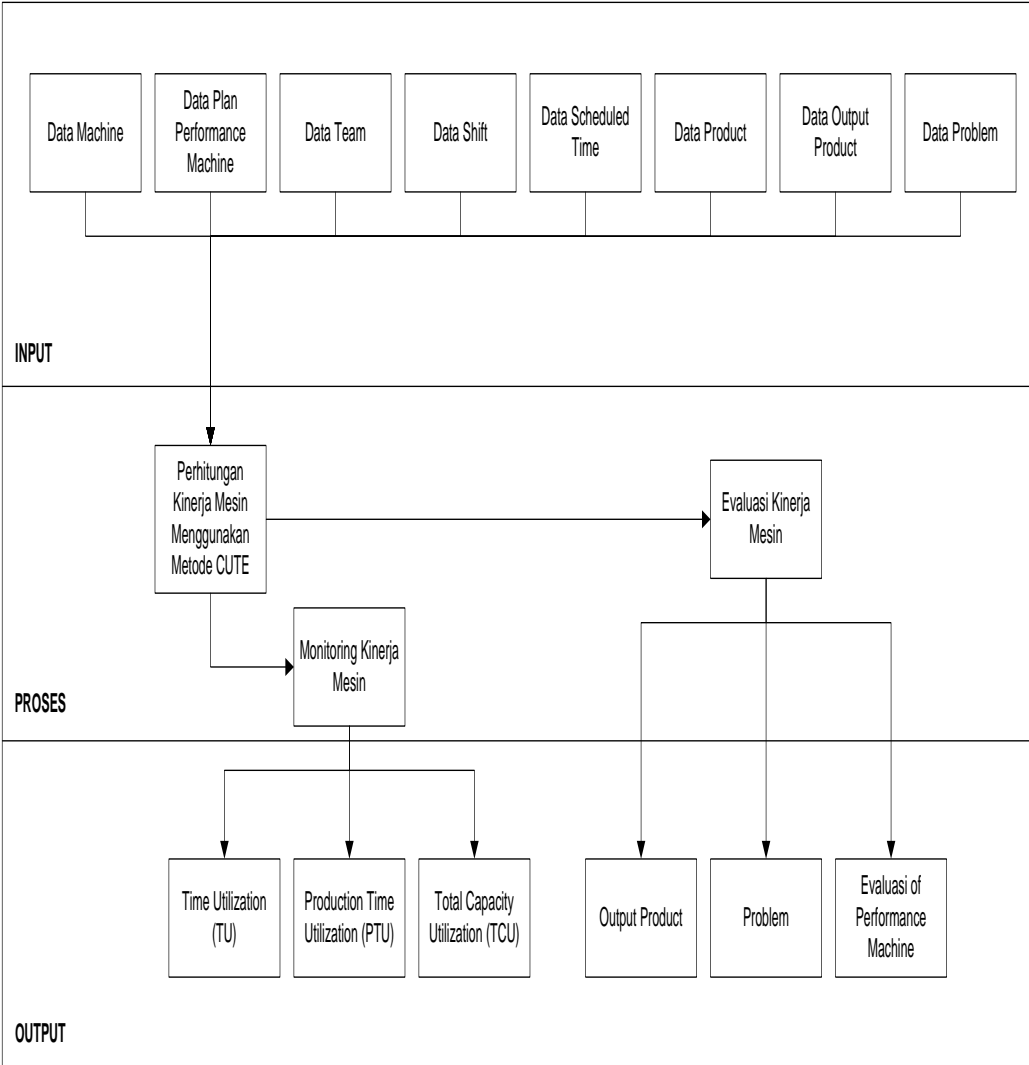 Data Machine
Data Plan
Performance
Machine
Data Team
Data Shift
Data Scheduled
Time
Data Product
Data Output
Product
Data Problem
INPUT
Perhitungan
Kinerja Mesin
Menggunakan
Metode CUTE
Evaluasi Kinerja
Mesin
Monitoring Kinerja
Mesin
PROSES
Time Utilization
(TU)
Production Time
Utilization (PTU)
Total Capacity
Utilization (TCU)
Output Product
Problem
Evaluasi of
Performance
Machine
OUTPUT